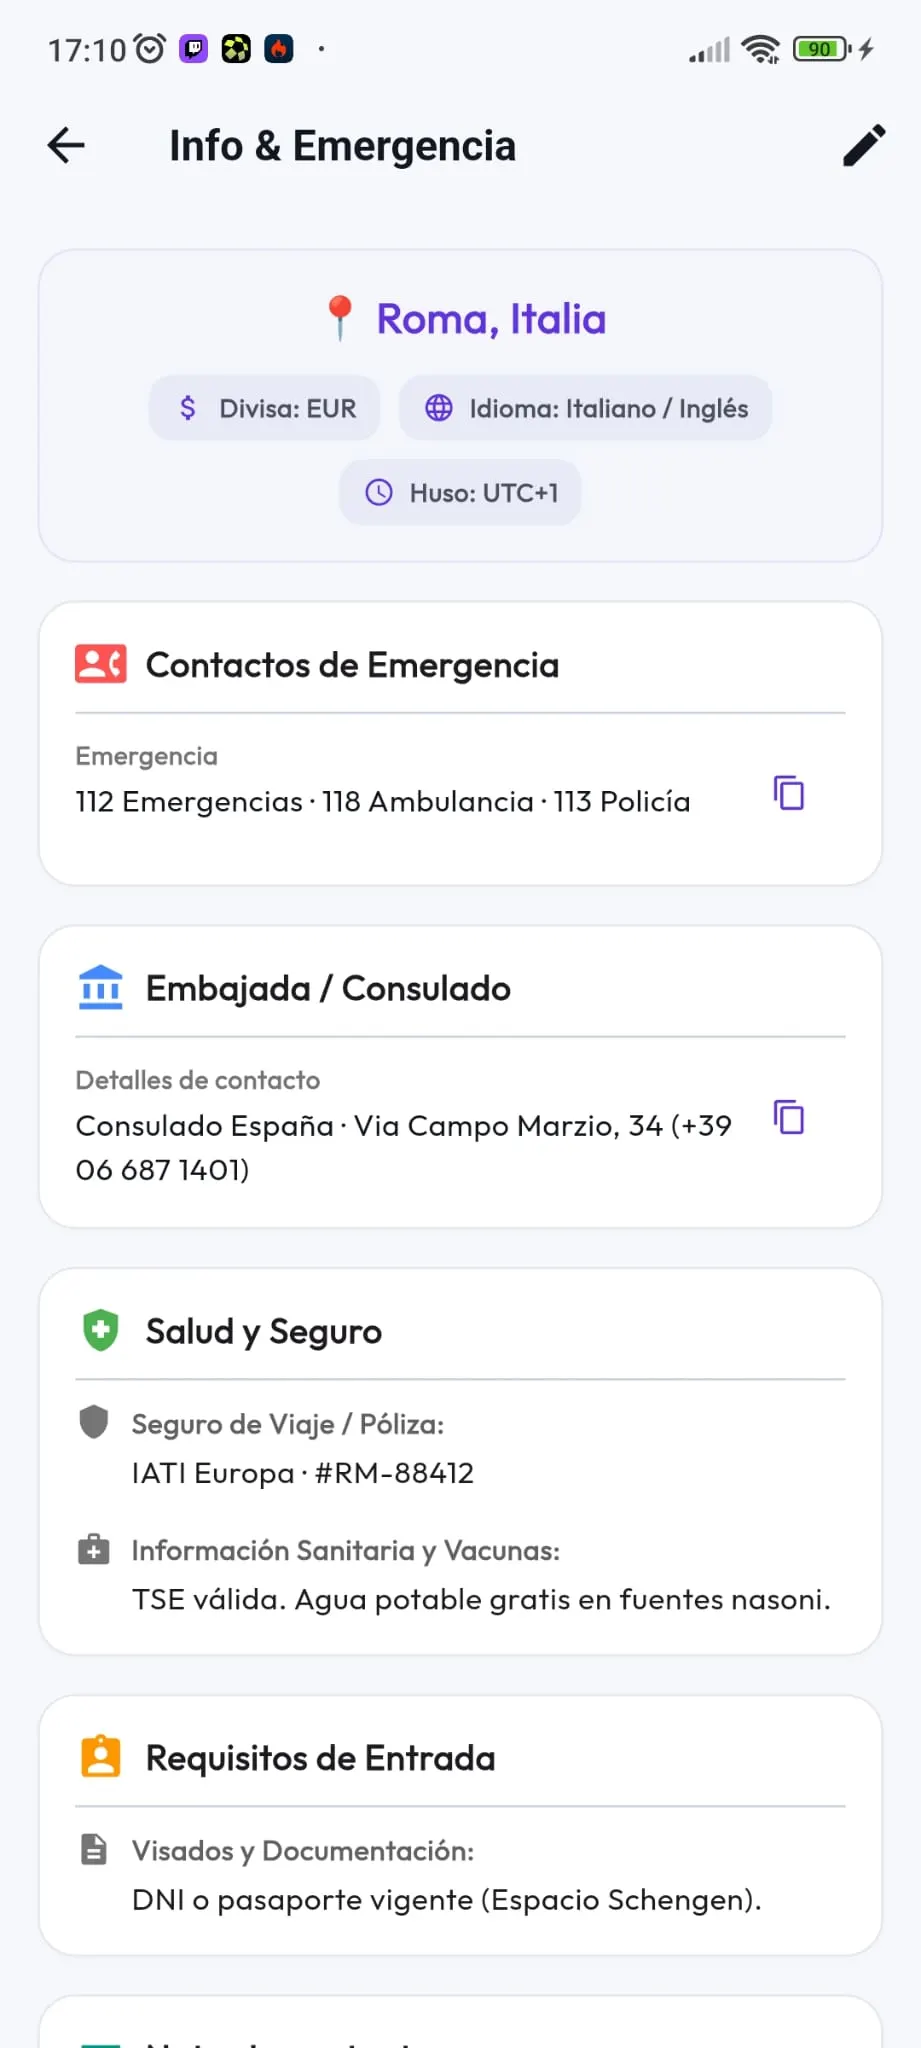 17:10
90
Info & Emergencia
Roma, Italia
$ Divisa: EUR
Idioma: Italiano / Inglés
Huso: UTC+1
Contactos de Emergencia
Emergencia
112 Emergencias · 118 Ambulancia · 113 Policía
Embajada / Consulado
Detalles de contacto
Consulado España · Via Campo Marzio, 34 (+39
06 687 1401)
Salud y Seguro
Seguro de Viaje / Póliza:
IATI Europa · #RM-88412
Información Sanitaria y Vacunas:
TSE válida. Agua potable gratis en fuentes nasoni.
Requisitos de Entrada
Visados y Documentación:
DNI o pasaporte vigente (Espacio Schengen).